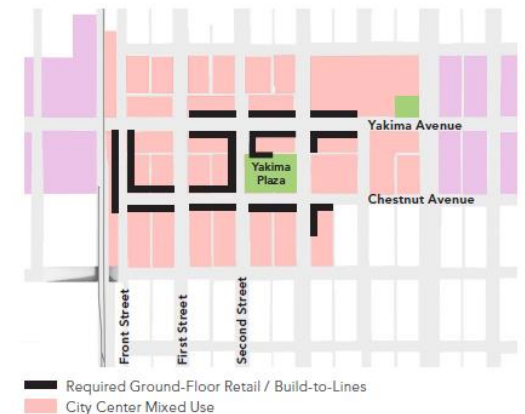 Yakima Avenue
Yakima
Plaza
Chestnut Avenue
Front Street
First Street
Second Street
Required Ground-Floor Retail / Build-to-Lines
City Center Mixed Use